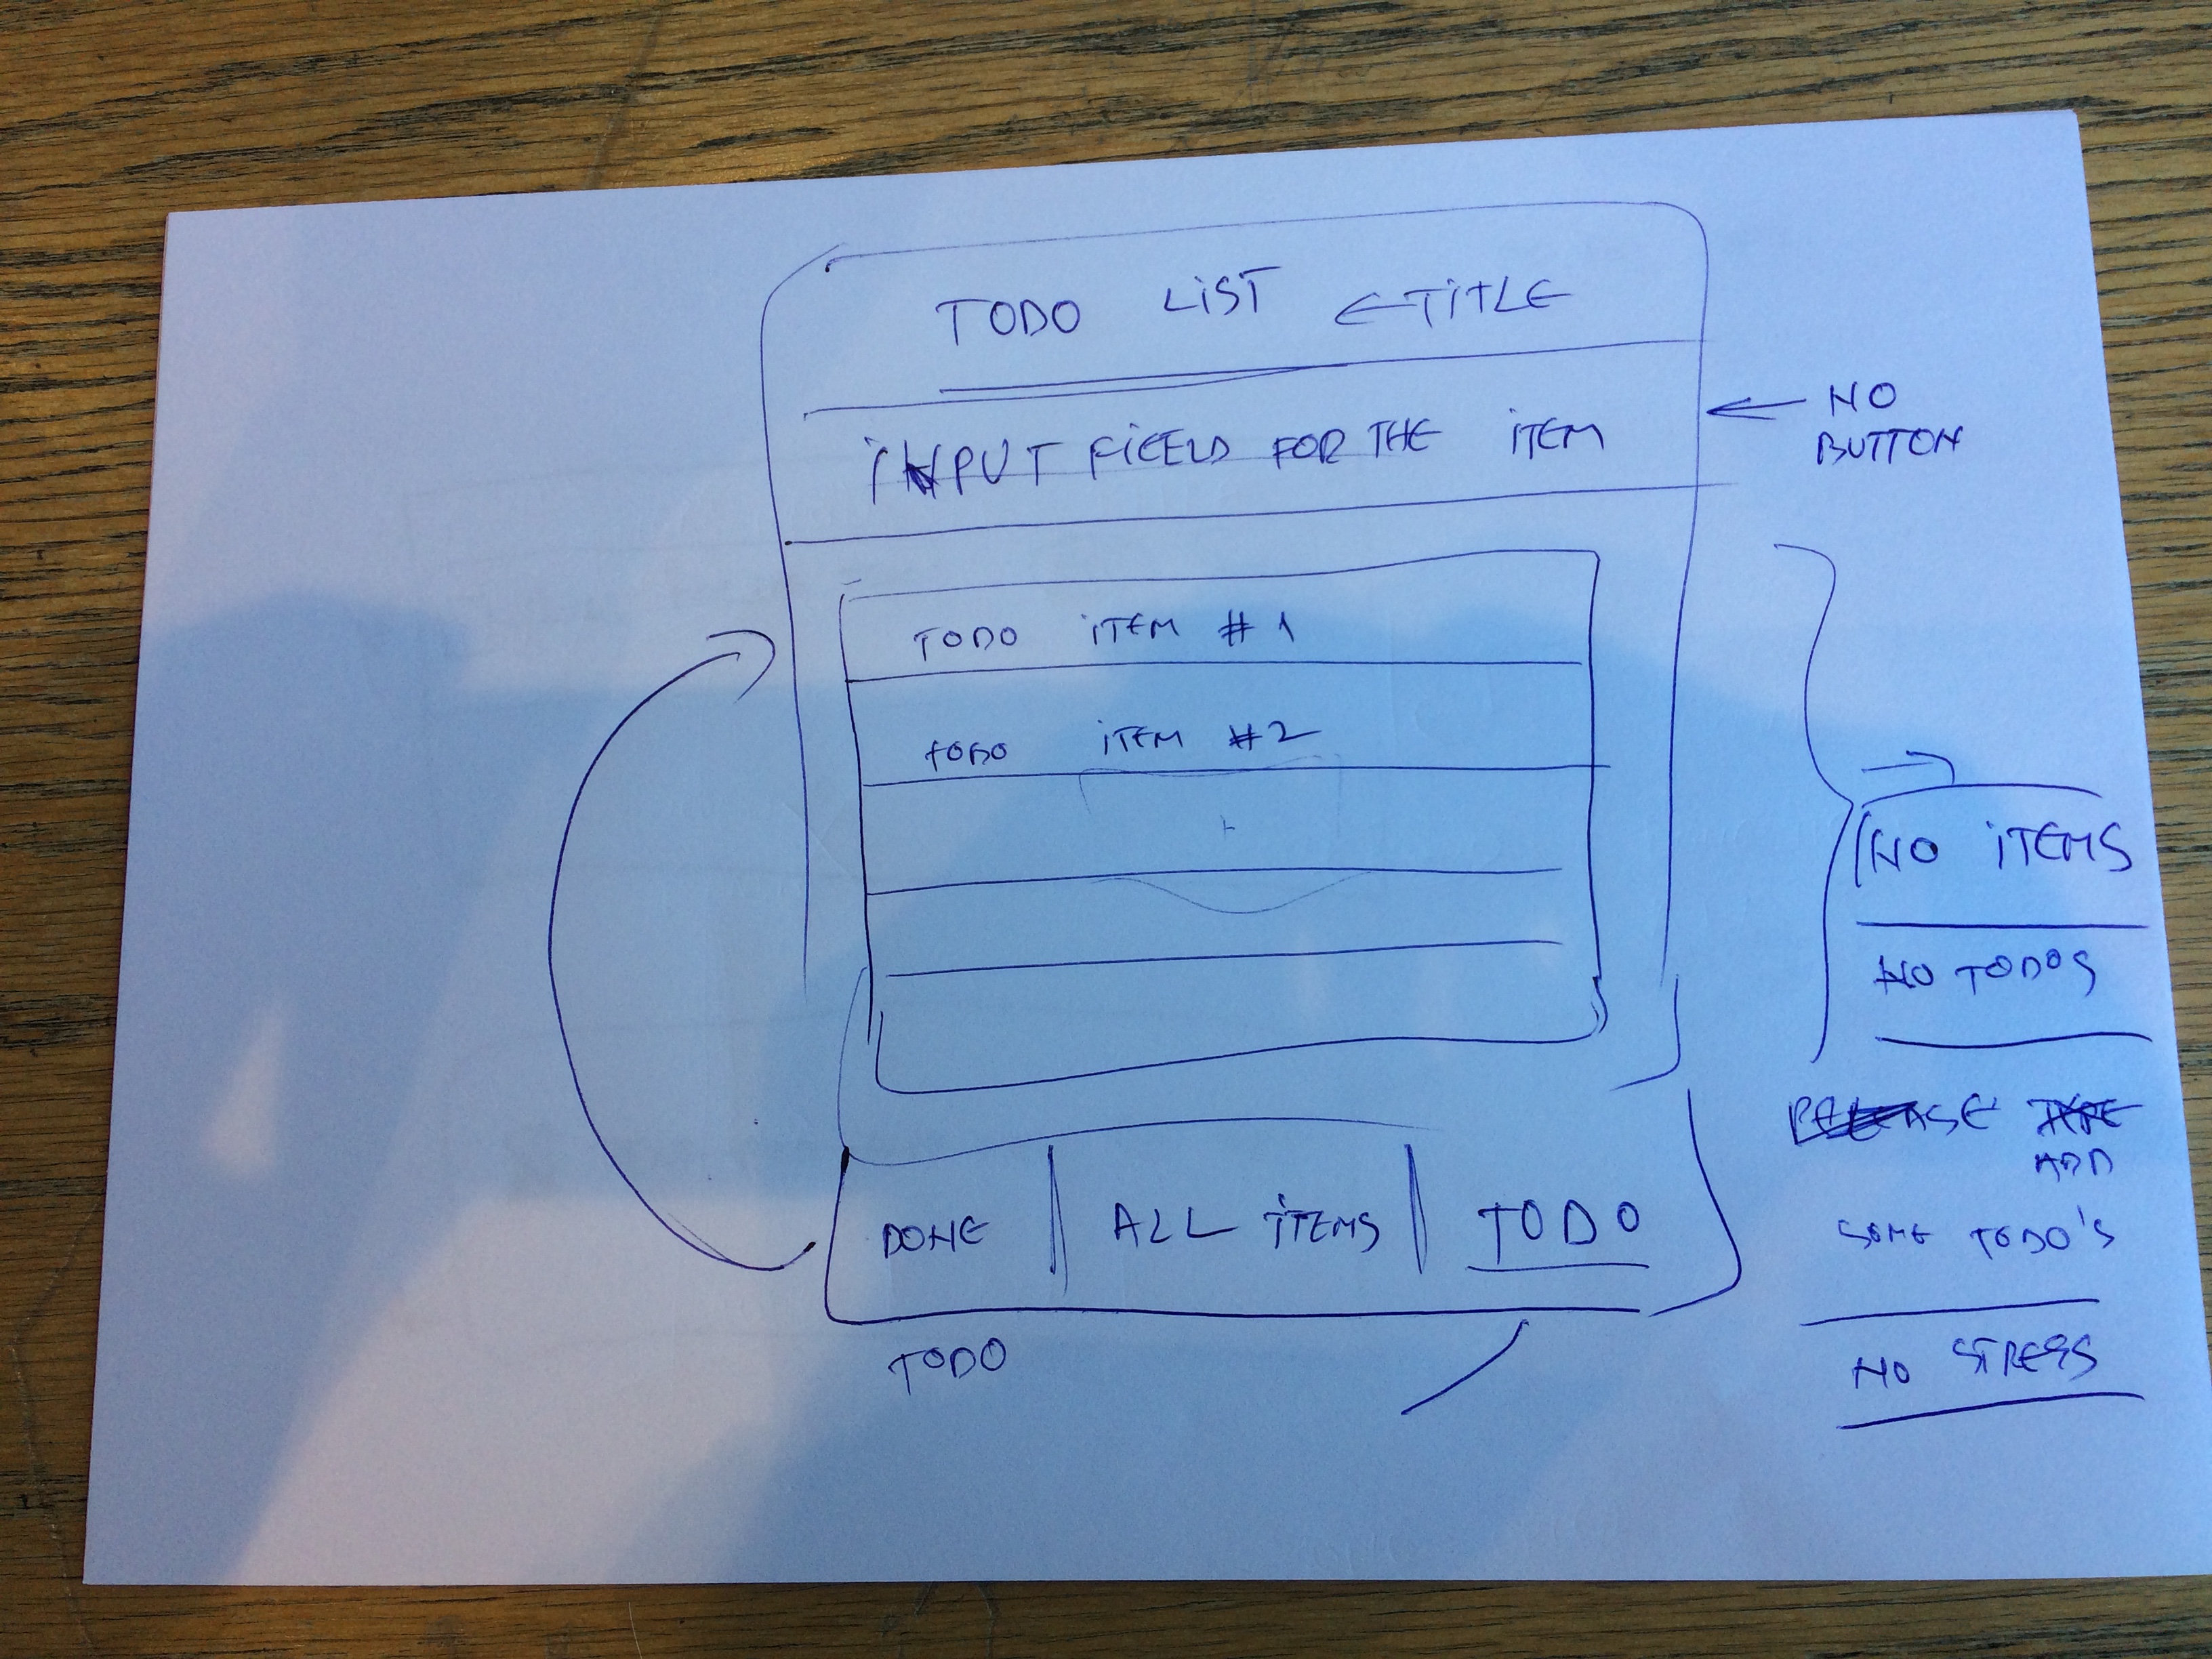 TODO LIST ← TITLE
← NO
BUTTON
INPUT FIEELD FOR THE ITEM
TODO ITEM #1
TODO ITEM #2
NO ITEMS
NO TODOS
PLEASE TYPE
ADD
SOME TODO'S
NO STRESS
DONE | ALL ITEMS | TODO
TODO